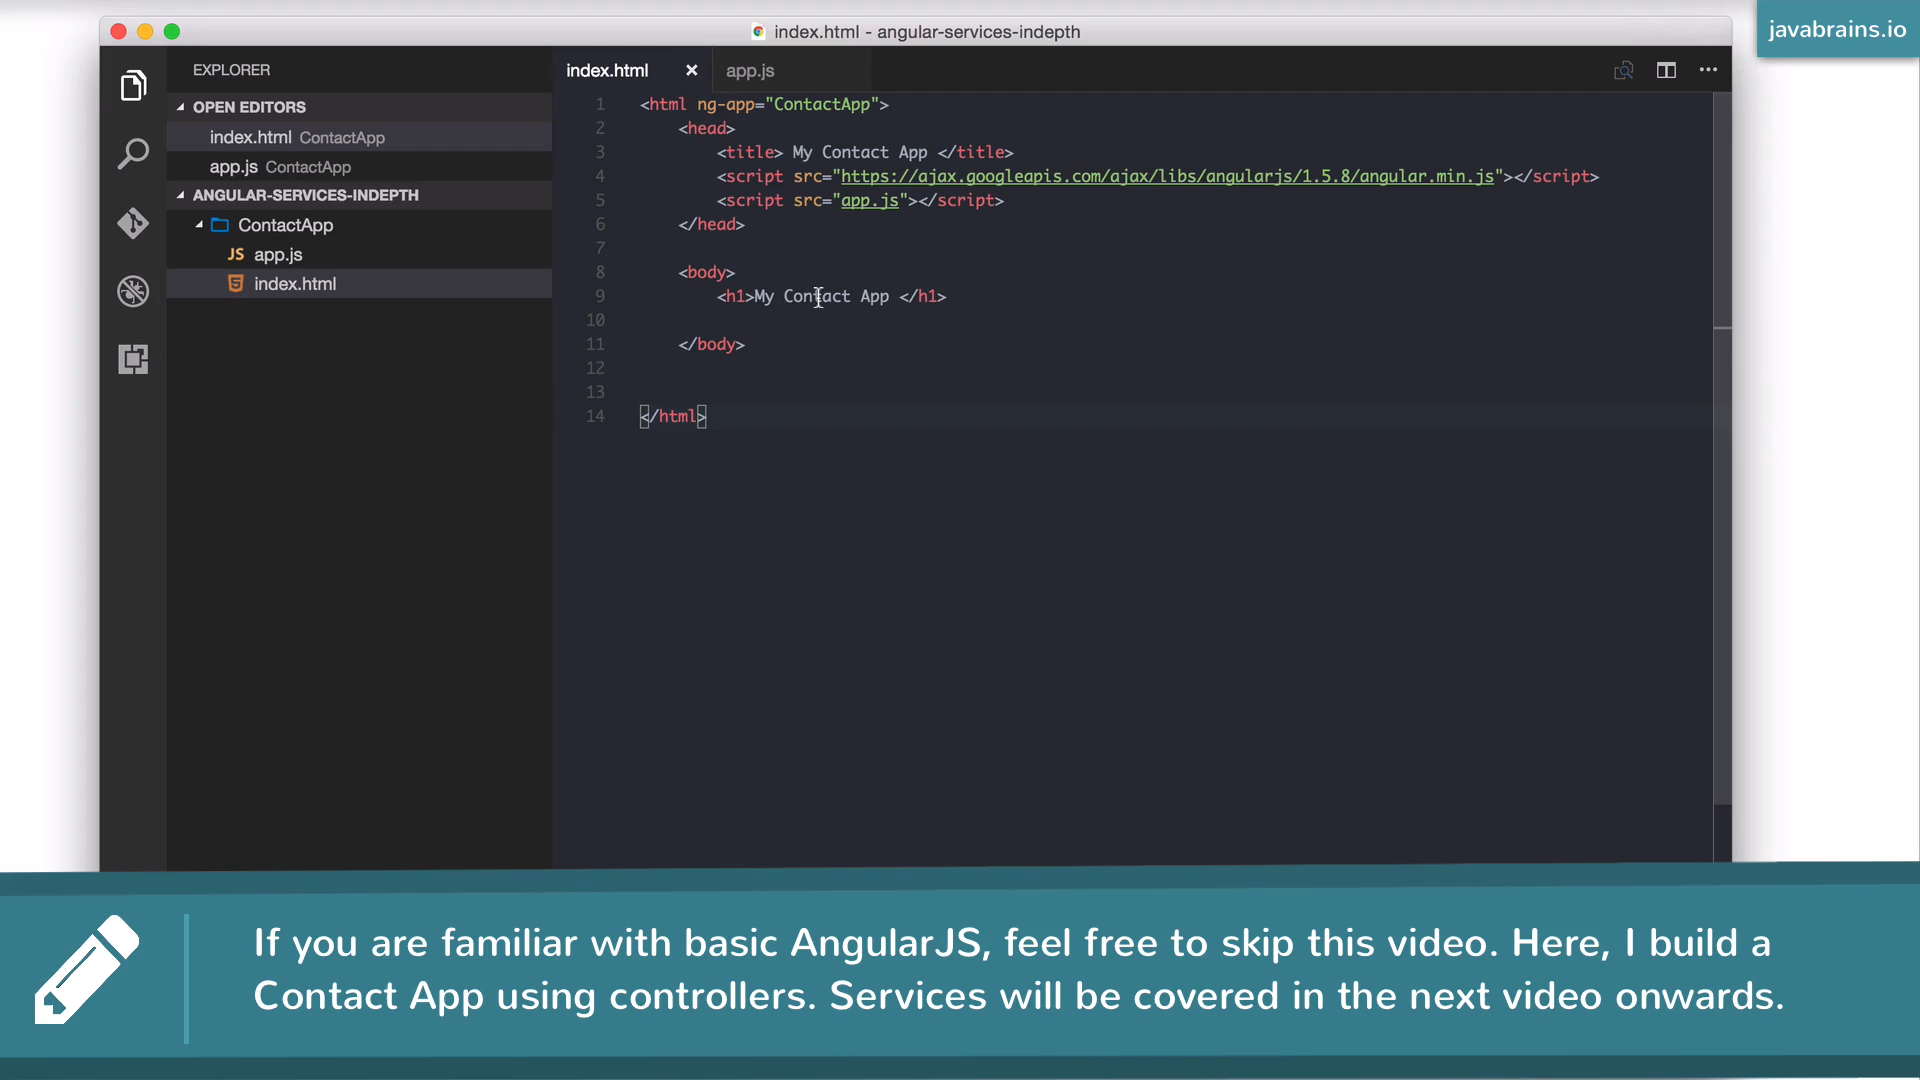 index.html - angular-services-indepth
javabrains.io
EXPLORER
OPEN EDITORS
index.html ContactApp
app.js ContactApp
ANGULAR-SERVICES-INDEPTH
ContactApp
JS app.js
index.html
index.html app.js
1 <html ng-app="ContactApp">
2 <head>
3 <title> My Contact App </title>
4 <script src="https://ajax.googleapis.com/ajax/libs/angularjs/1.5.8/angular.min.js"></script>
5 <script src="app.js"></script>
6 </head>
7
8 <body>
9 <h1>My Contact App </h1>
10
11 </body>
12
13
14 </html>
If you are familiar with basic AngularJS, feel free to skip this video. Here, I build a
Contact App using controllers. Services will be covered in the next video onwards.